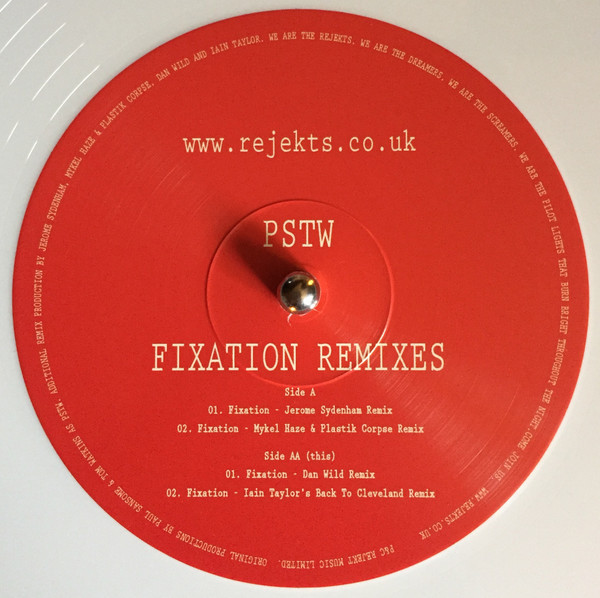 www.rejekts.co.uk
PSTW
FIXATION REMIXES
Side A
01. Fixation - Jerome Sydenham Remix
02. Fixation - Mykel Haze & Plastik Corpse Remix
Side AA (this)
01. Fixation - Dan Wild Remix
02. Fixation - Iain Taylor's Back To Cleveland Remix
P&C REJEKT MUSIC LIMITED. ORIGINAL PRODUCTIONS BY PAUL SANSOME & TOM WATKINS AS PSTW. ADDITIONAL REMIX PRODUCTION BY JEROME SYDENHAM, MYKEL HAZE & PLASTIK CORPSE, DAN WILD AND IAIN TAYLOR. WE ARE THE REJEKTS. WE ARE THE DREAMERS. WE ARE THE SCREAMERS. WE ARE THE PILOT LIGHTS THAT BURN BRIGHT THROUGHOUT THE NIGHT.COME JOIN US. WWW.REJEKTS.CO.UK